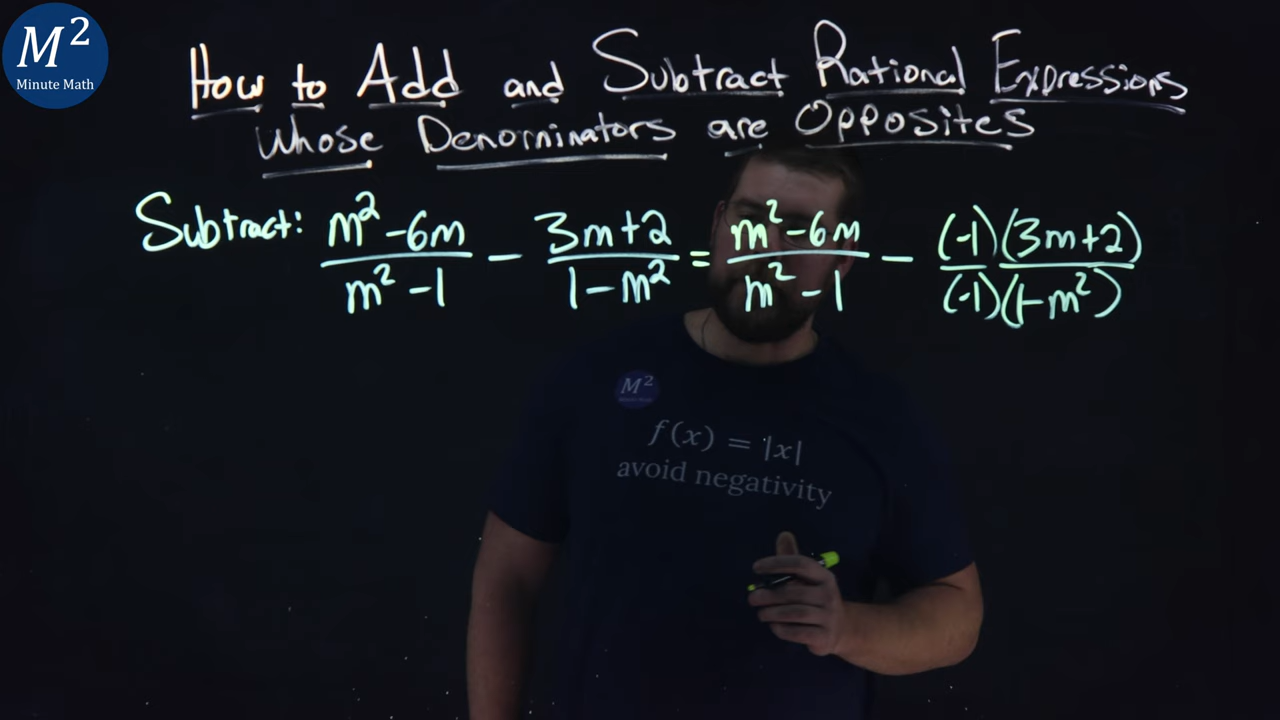 M²
Minute Math
How to Add and Subtract Rational Expressions
Whose Denominators are Opposites
Subtract: (m² - 6m)/(m² - 1) - (3m + 2)/(1 - m²) = (m² - 6m)/(m² - 1) - ((-1)(3m + 2))/((-1)(1 - m²))
M²
f(x) = |x|
avoid negativity